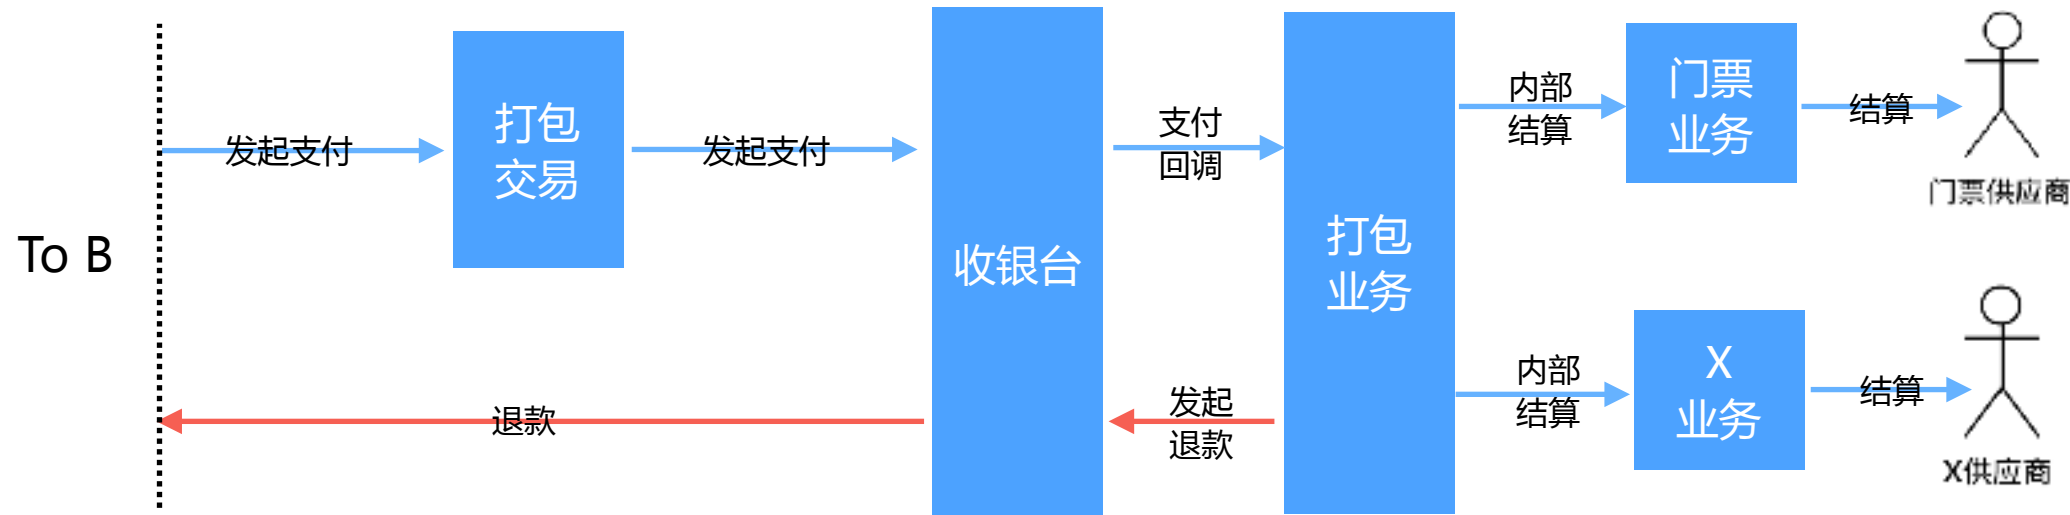 To B
发起支付
打包
交易
发起支付
收银台
支付
回调
打包
业务
内部
结算
门票
业务
结算
门票供应商
退款
发起
退款
内部
结算
X
业务
结算
X供应商